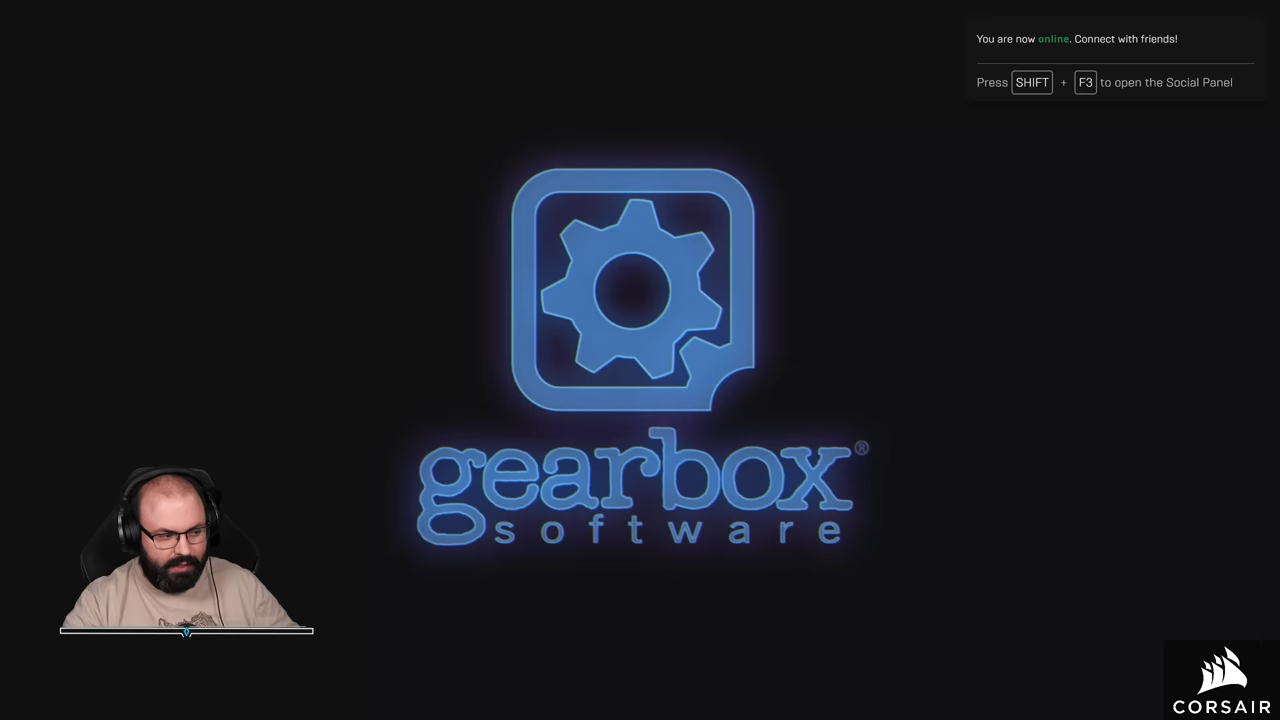 You are now online. Connect with friends!
Press SHIFT + F3 to open the Social Panel
gearbox®
software
CORSAIR